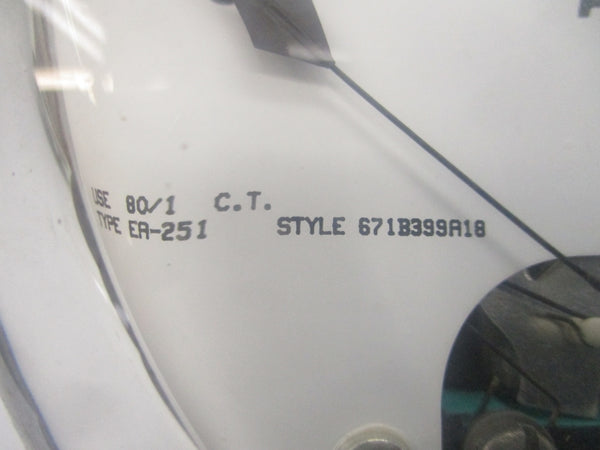 USE 80/1 C.T.
TYPE EA-251 STYLE 671B399A18